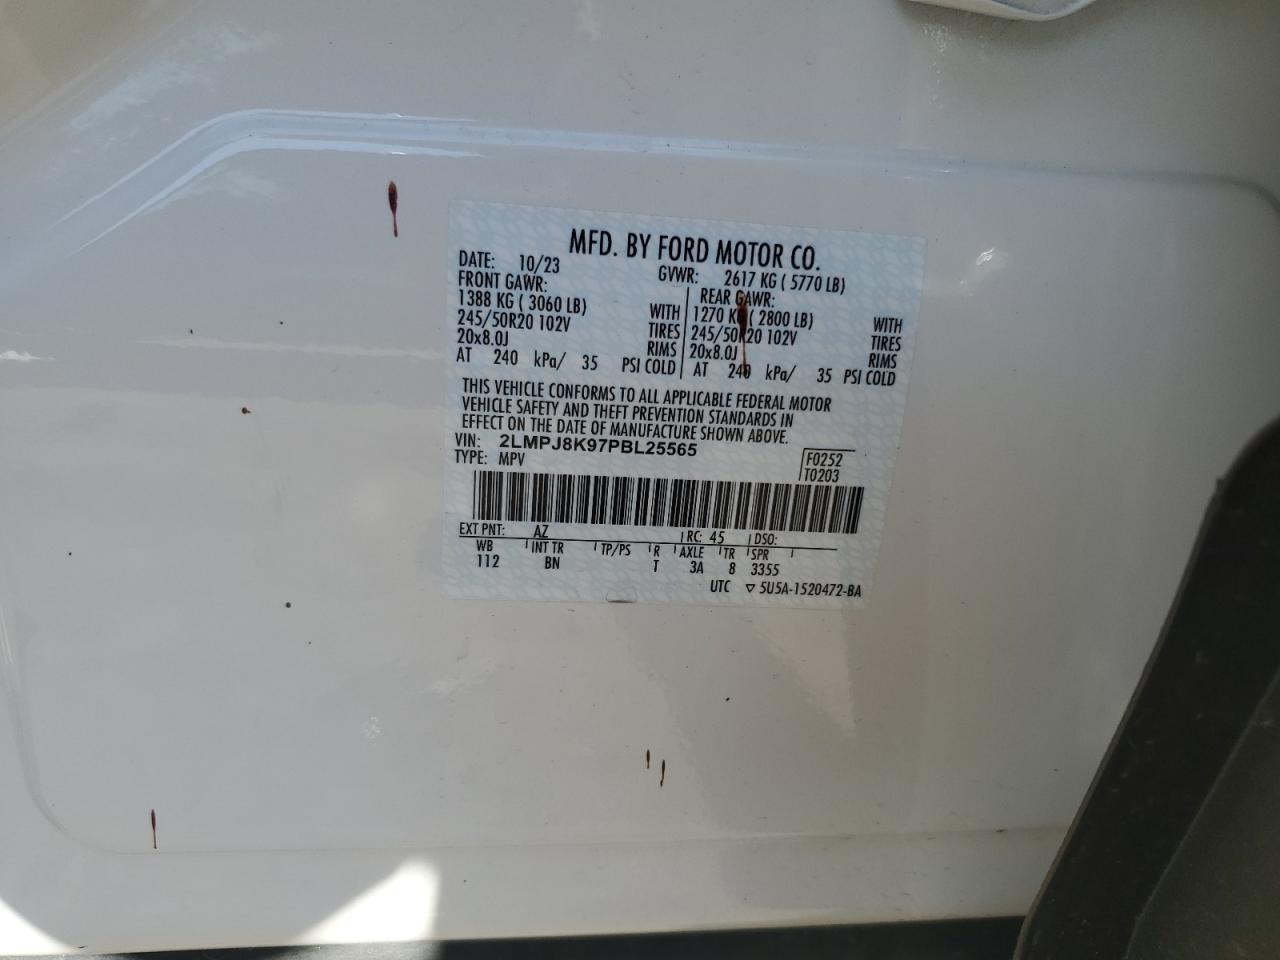 MFD. BY FORD MOTOR CO.
DATE: 10/23 GVWR: 2617 KG ( 5770 LB)
FRONT GAWR: REAR GAWR:
1388 KG ( 3060 LB) WITH 1270 KG ( 2800 LB) WITH
245/50R20 102V TIRES 245/50R20 102V TIRES
20x8.0J RIMS 20x8.0J RIMS
AT 240 kPa/ 35 PSI COLD AT 240 kPa/ 35 PSI COLD
THIS VEHICLE CONFORMS TO ALL APPLICABLE FEDERAL MOTOR
VEHICLE SAFETY AND THEFT PREVENTION STANDARDS IN
EFFECT ON THE DATE OF MANUFACTURE SHOWN ABOVE.
VIN: 2LMPJ8K97PBL25565 F0252
TYPE: MPV T0203
EXT PNT: AZ RC: 45 DSO:
WB INT TR TP/PS R AXLE TR SPR
112 BN T 3A 8 3355
UTC ▽ 5U5A-1520472-BA